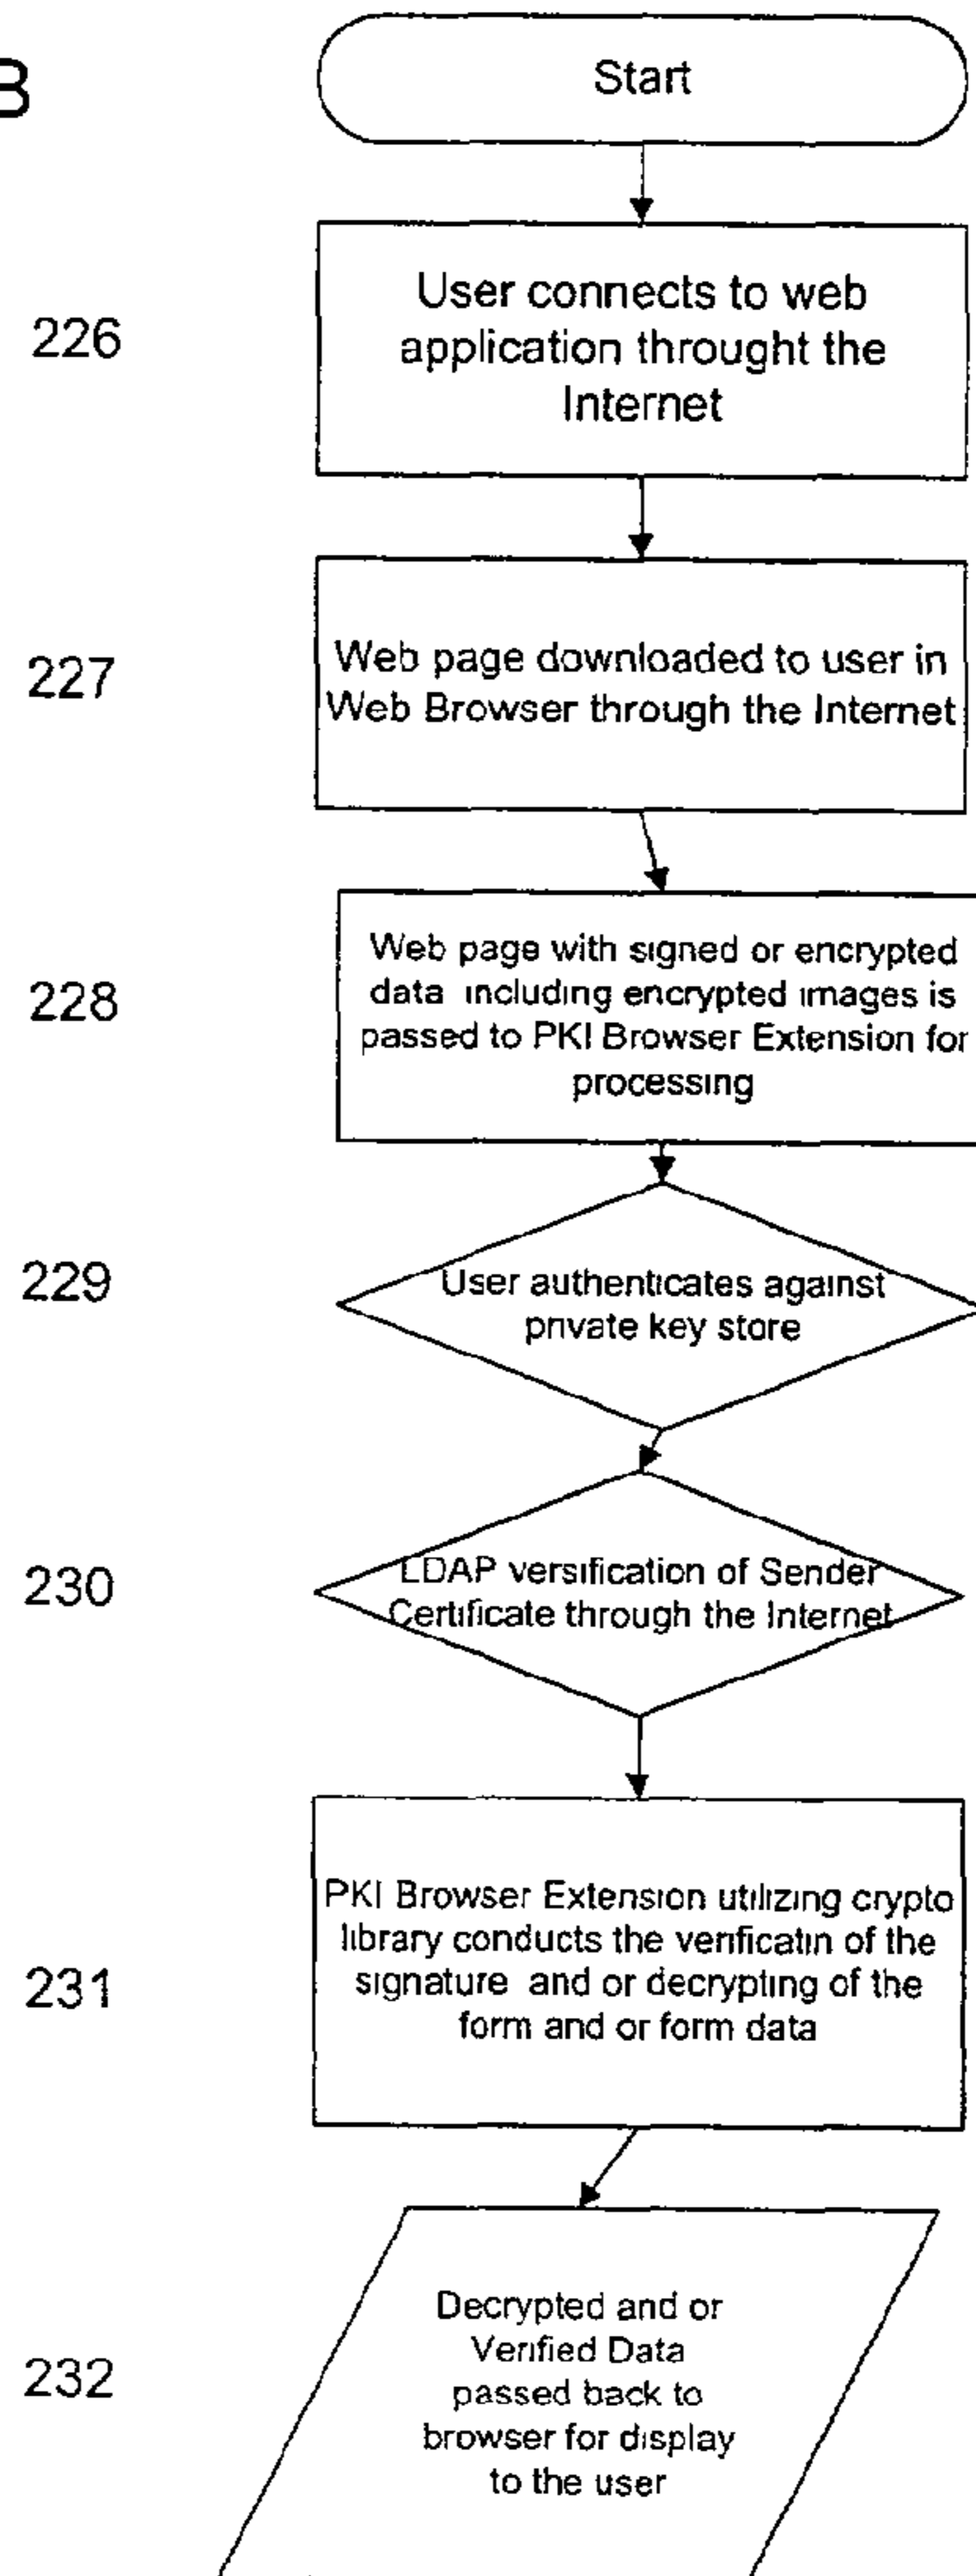 B
Start
226
User connects to web
application throught the
Internet
227
Web page downloaded to user in
Web Browser through the Internet
228
Web page with signed or encrypted
data including encrypted images is
passed to PKI Browser Extension for
processing
229
User authenticates against
private key store
230
LDAP versification of Sender
Certificate through the Internet
231
PKI Browser Extension utilizing crypto
library conducts the verificatin of the
signature and or decrypting of the
form and or form data
232
Decrypted and or
Verified Data
passed back to
browser for display
to the user